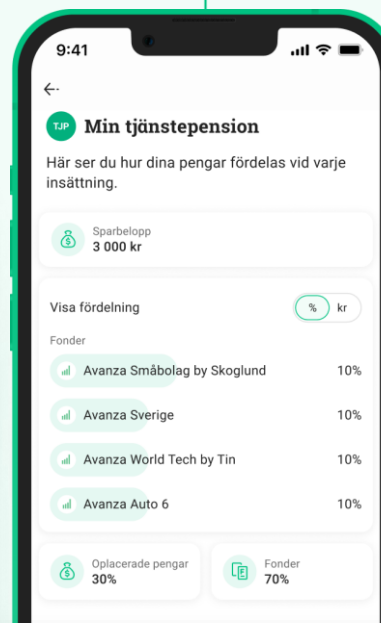 9:41
TJP Min tjänstepension
Här ser du hur dina pengar fördelas vid varje
insättning.
Sparbelopp
3 000 kr
Visa fördelning % kr
Fonder
Avanza Småbolag by Skoglund 10%
Avanza Sverige 10%
Avanza World Tech by Tin 10%
Avanza Auto 6 10%
Oplacerade pengar
30%
Fonder
70%